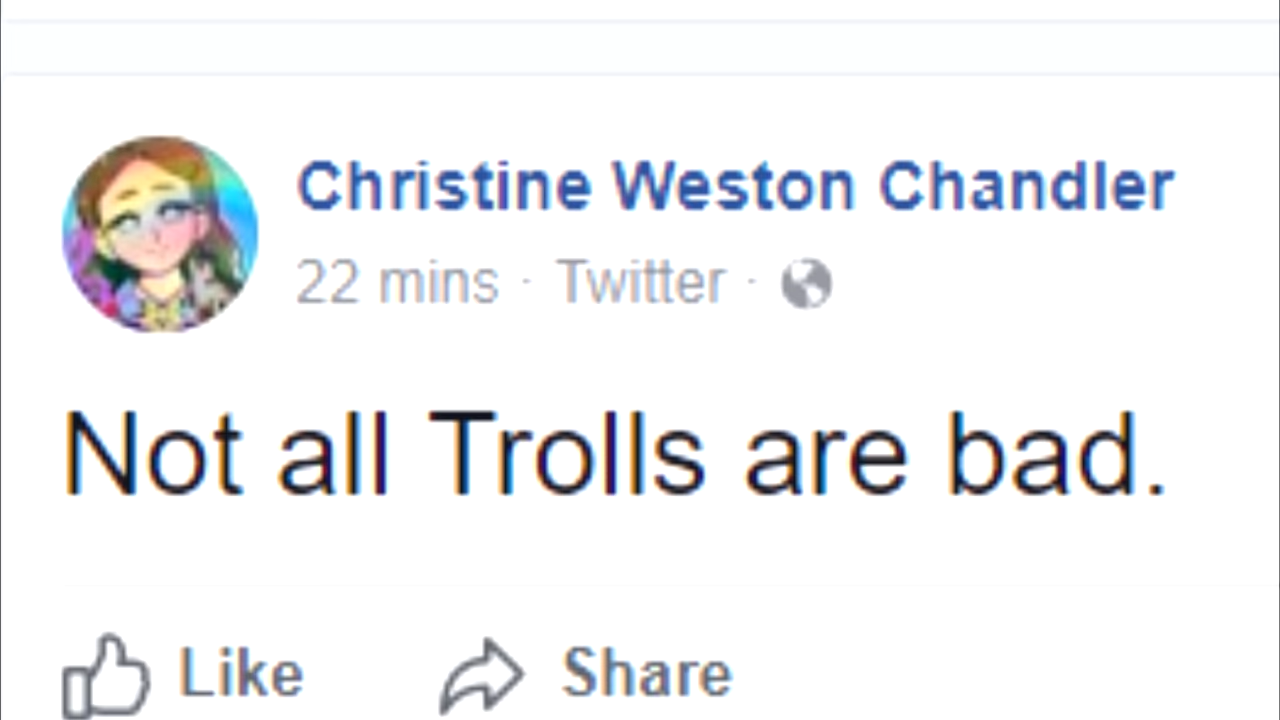 Christine Weston Chandler
22 mins · Twitter ·
Not all Trolls are bad.
Like Share